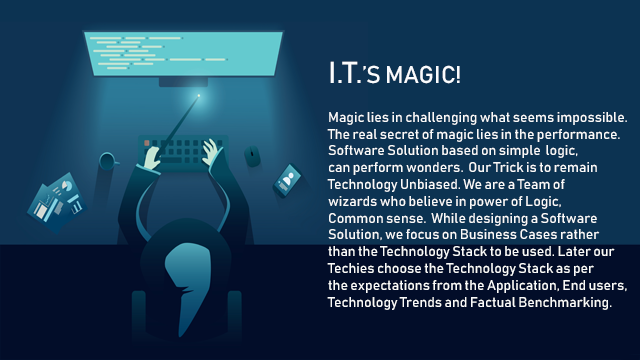 I.T.'S MAGIC!
Magic lies in challenging what seems impossible.
The real secret of magic lies in the performance.
Software Solution based on simple logic,
can perform wonders. Our Trick is to remain
Technology Unbiased. We are a Team of
wizards who believe in power of Logic,
Common sense. While designing a Software
Solution, we focus on Business Cases rather
than the Technology Stack to be used. Later our
Techies choose the Technology Stack as per
the expectations from the Application, End users,
Technology Trends and Factual Benchmarking.